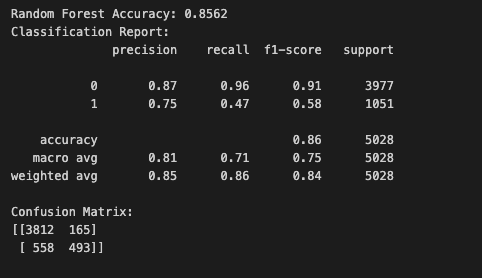 Random Forest Accuracy: 0.8562
Classification Report:
              precision    recall  f1-score   support

           0       0.87      0.96      0.91      3977
           1       0.75      0.47      0.58      1051

    accuracy                           0.86      5028
   macro avg       0.81      0.71      0.75      5028
weighted avg       0.85      0.86      0.84      5028

Confusion Matrix:
[[3812  165]
 [ 558  493]]